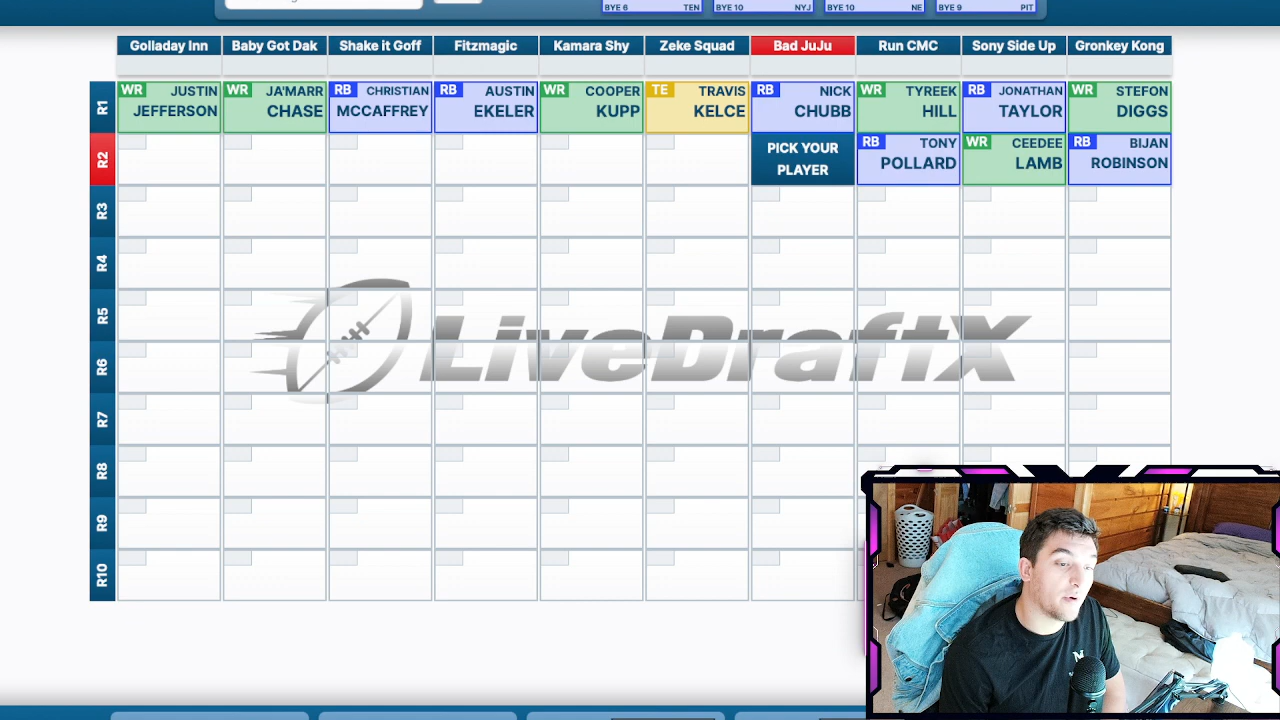 BYE 6 TEN BYE 10 NYJ BYE 10 NE BYE 9 PIT
Golladay Inn Baby Got Dak Shake it Goff Fitzmagic Kamara Shy Zeke Squad Bad JuJu Run CMC Sony Side Up Gronkey Kong
R1
WR JUSTIN
JEFFERSON
WR JA'MARR
CHASE
RB CHRISTIAN
MCCAFFREY
RB AUSTIN
EKELER
WR COOPER
KUPP
TE TRAVIS
KELCE
RB NICK
CHUBB
WR TYREEK
HILL
RB JONATHAN
TAYLOR
WR STEFON
DIGGS
R2
PICK YOUR
PLAYER
RB TONY
POLLARD
WR CEEDEE
LAMB
RB BIJAN
ROBINSON
R3
R4
R5
R6
R7
R8
R9
R10
LiveDraftX